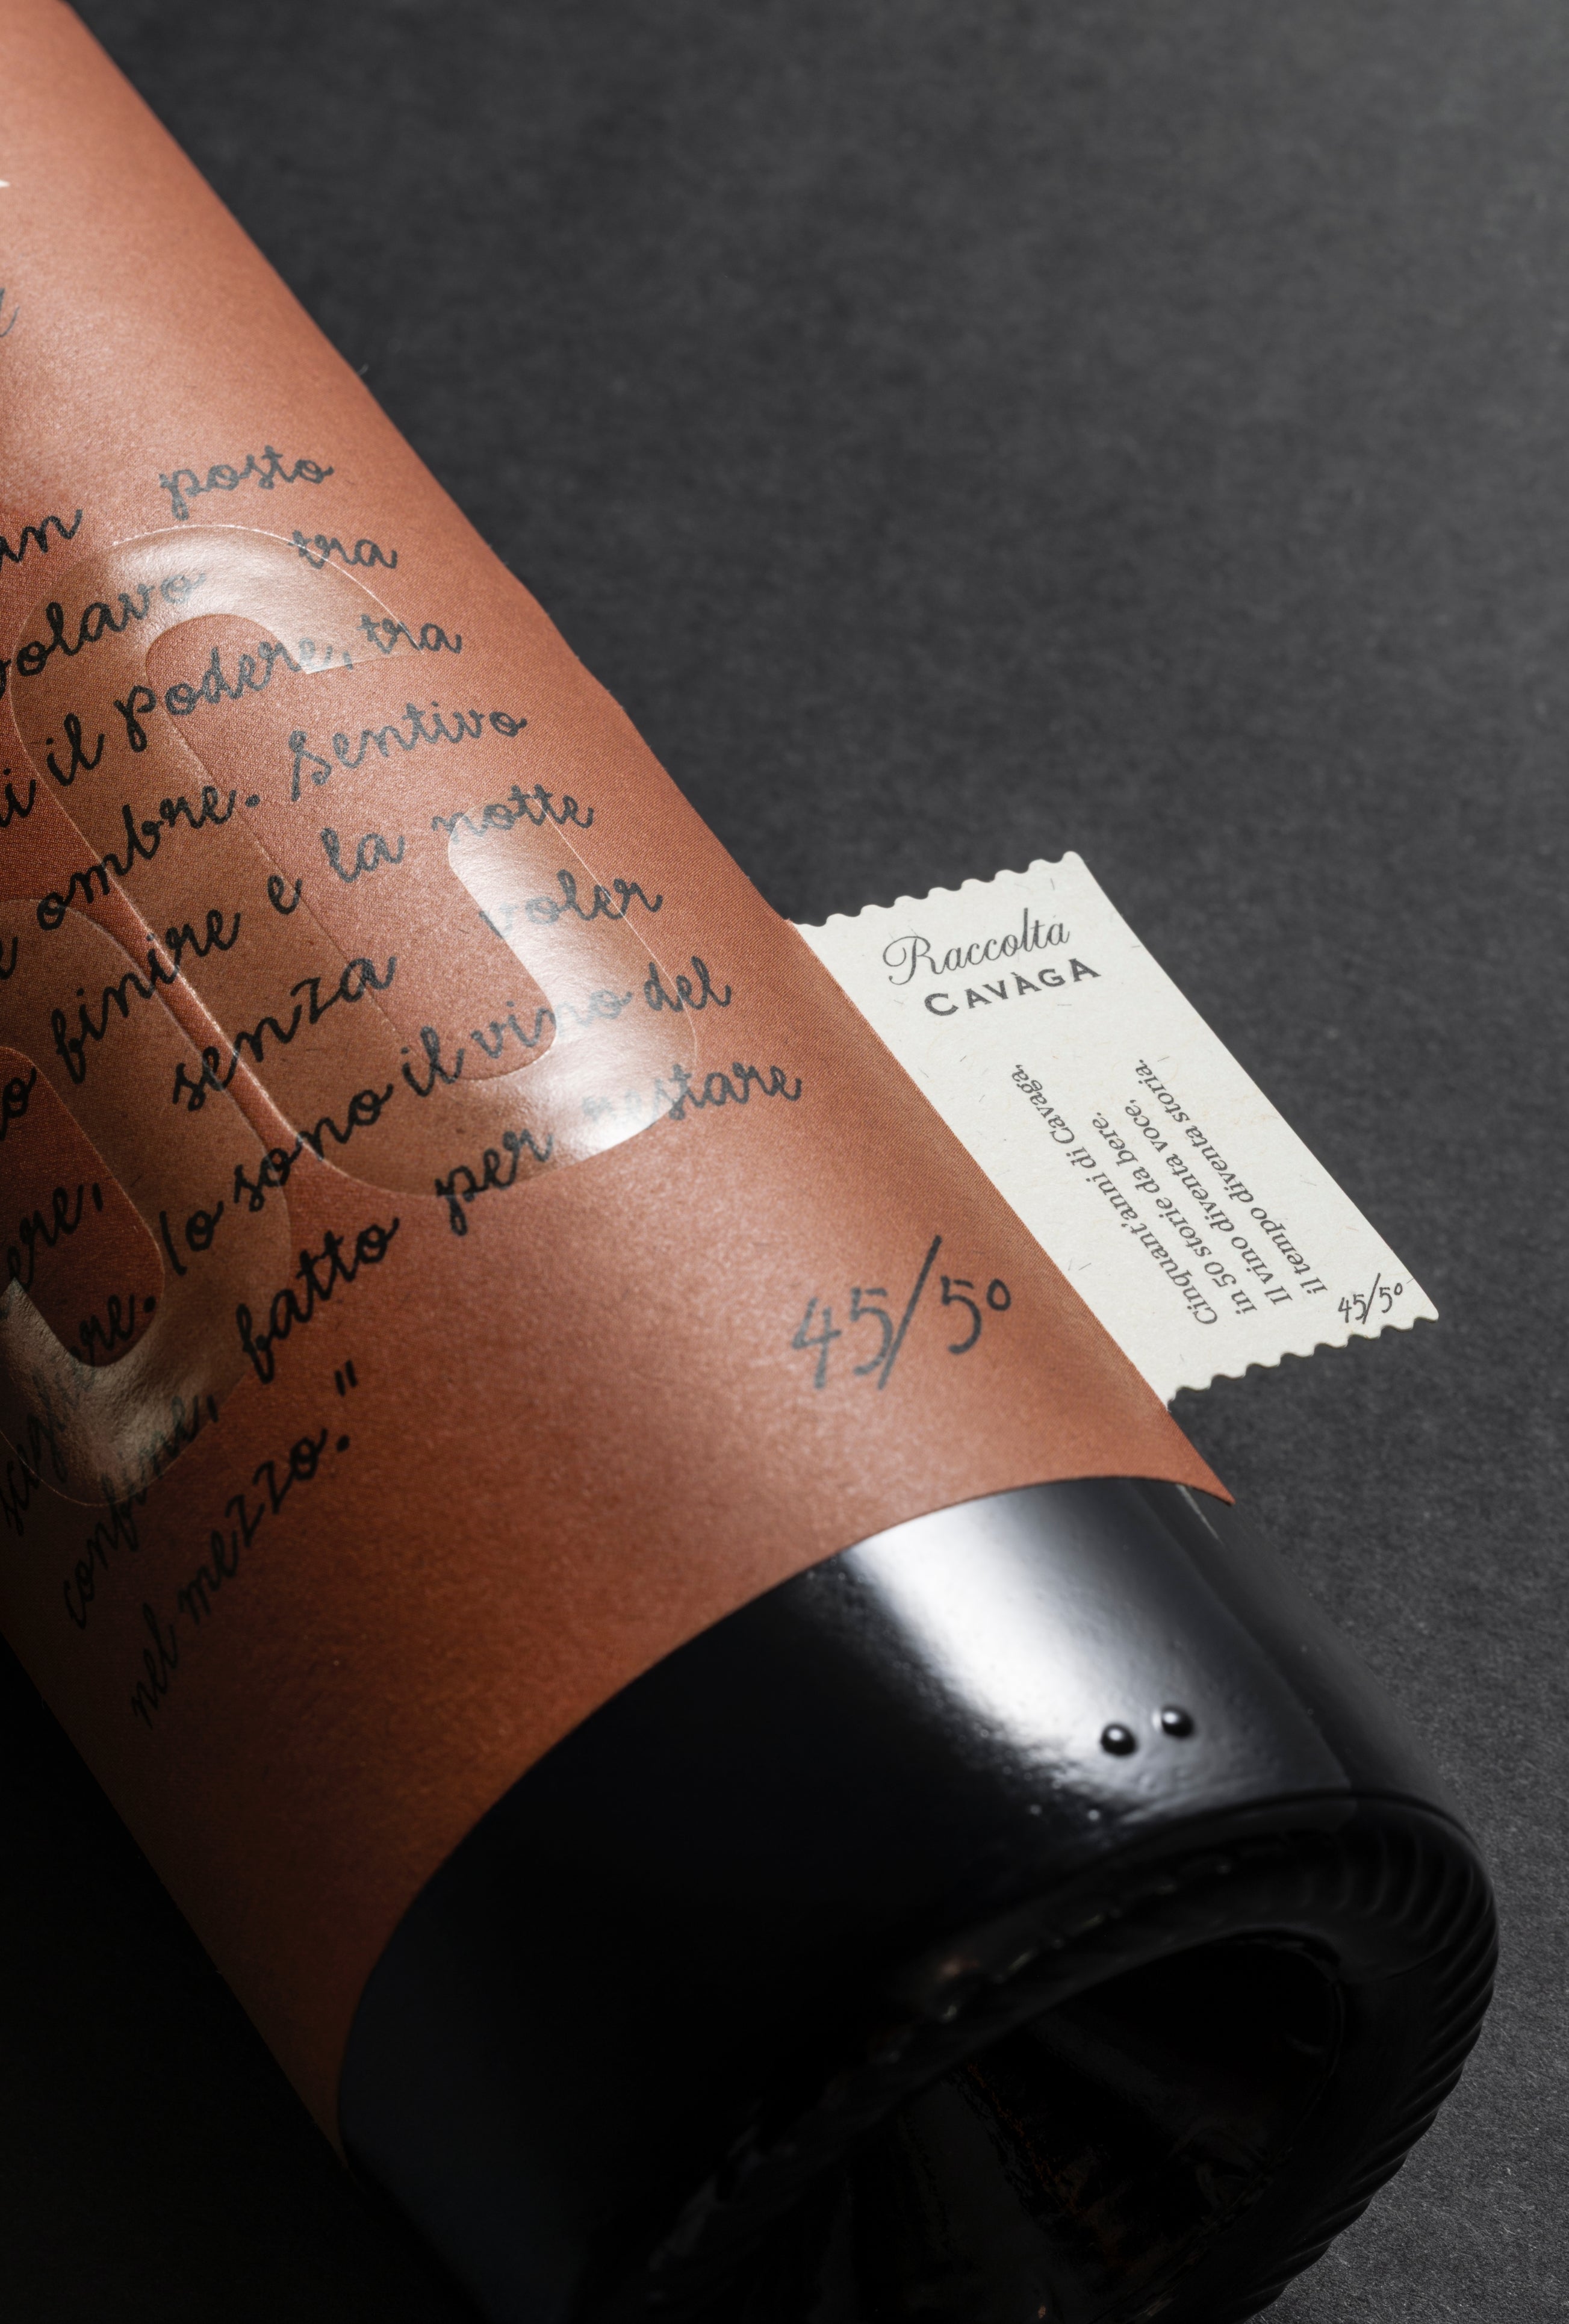 posto
volavo tra
il podere, tra
ombre. Sentivo
finire e la notte
senza voler
Io sono il vino del
fatto per restare
nel mezzo."
45/50
Raccolta
CAVÀGA
Cinquant'anni di Cavaga,
in 50 storie da bere.
Il vino diventa voce,
il tempo diventa storia.
45/50